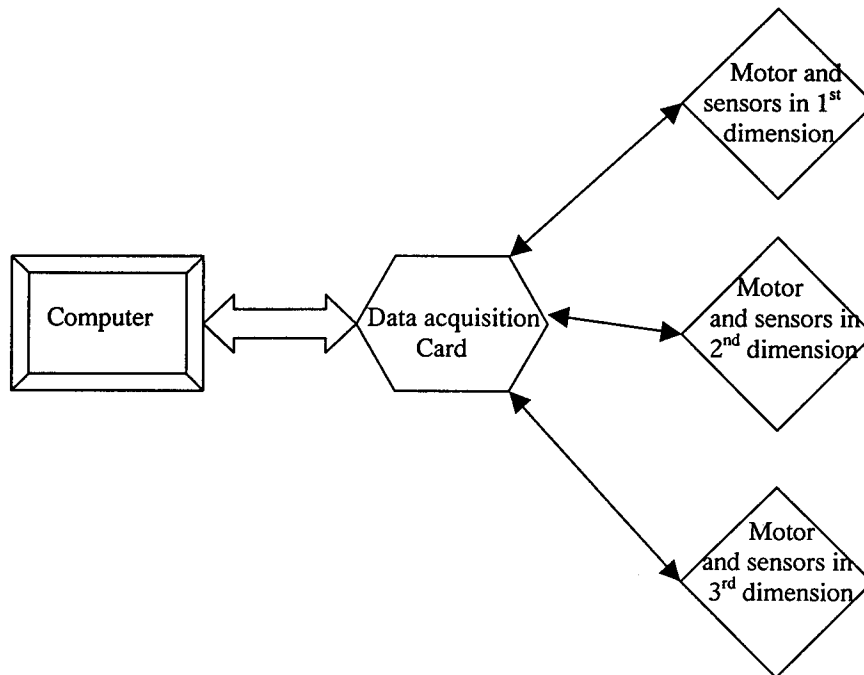 Motor and
sensors in 1st
dimension
Computer
Data acquisition
Card
Motor
and sensors in
2nd dimension
Motor
and sensors in
3rd dimension